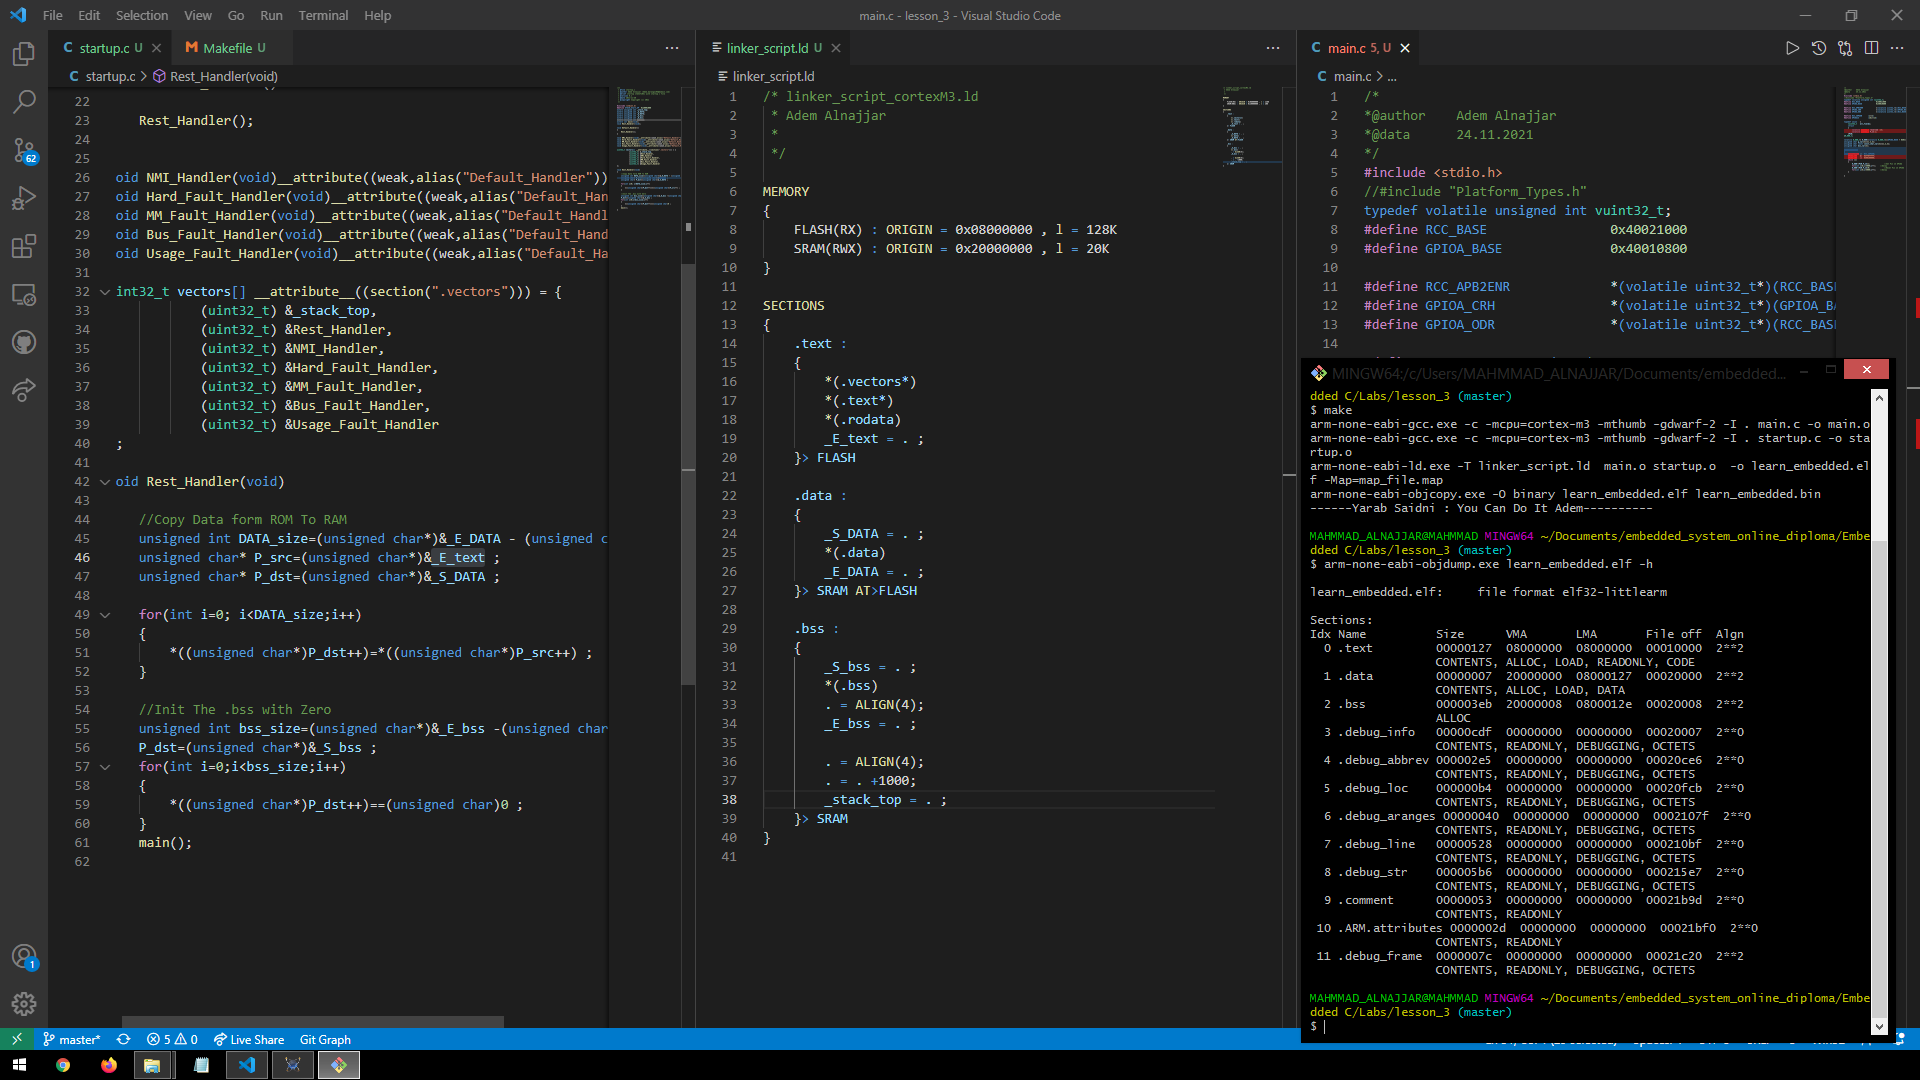 File Edit Selection View Go Run Terminal Help
main.c - lesson_3 - Visual Studio Code
startup.c U
Makefile U
startup.c > Rest_Handler(void)
22
23 Rest_Handler();
24
25
26 oid NMI_Handler(void)__attribute((weak,alias("Default_Handler"))
27 oid Hard_Fault_Handler(void)__attribute((weak,alias("Default_Han
28 oid MM_Fault_Handler(void)__attribute((weak,alias("Default_Handl
29 oid Bus_Fault_Handler(void)__attribute((weak,alias("Default_Hand
30 oid Usage_Fault_Handler(void)__attribute((weak,alias("Default_Ha
31
32 int32_t vectors[] __attribute__((section(".vectors"))) = {
33 (uint32_t) &_stack_top,
34 (uint32_t) &Rest_Handler,
35 (uint32_t) &NMI_Handler,
36 (uint32_t) &Hard_Fault_Handler,
37 (uint32_t) &MM_Fault_Handler,
38 (uint32_t) &Bus_Fault_Handler,
39 (uint32_t) &Usage_Fault_Handler
40 ;
41
42 oid Rest_Handler(void)
43
44 //Copy Data form ROM To RAM
45 unsigned int DATA_size=(unsigned char*)&_E_DATA - (unsigned c
46 unsigned char* P_src=(unsigned char*)&_E_text ;
47 unsigned char* P_dst=(unsigned char*)&_S_DATA ;
48
49 for(int i=0; i<DATA_size;i++)
50 {
51 *((unsigned char*)P_dst++)=*((unsigned char*)P_src++) ;
52 }
53
54 //Init The .bss with Zero
55 unsigned int bss_size=(unsigned char*)&_E_bss -(unsigned char
56 P_dst=(unsigned char*)&_S_bss ;
57 for(int i=0;i<bss_size;i++)
58 {
59 *((unsigned char*)P_dst++)==(unsigned char)0 ;
60 }
61 main();
62
linker_script.ld U
linker_script.ld
1 /* linker_script_cortexM3.ld
2 * Adem Alnajjar
3 *
4 */
5
6 MEMORY
7 {
8 FLASH(RX) : ORIGIN = 0x08000000 , l = 128K
9 SRAM(RWX) : ORIGIN = 0x20000000 , l = 20K
10 }
11
12 SECTIONS
13 {
14 .text :
15 {
16 *(.vectors*)
17 *(.text*)
18 *(.rodata)
19 _E_text = . ;
20 }> FLASH
21
22 .data :
23 {
24 _S_DATA = . ;
25 *(.data)
26 _E_DATA = . ;
27 }> SRAM AT>FLASH
28
29 .bss :
30 {
31 _S_bss = . ;
32 *(.bss)
33 . = ALIGN(4);
34 _E_bss = . ;
35
36 . = ALIGN(4);
37 . = . +1000;
38 _stack_top = . ;
39 }> SRAM
40 }
41
main.c 5, U
main.c > ...
1 /*
2 *@author Adem Alnajjar
3 *@data 24.11.2021
4 */
5 #include <stdio.h>
6 //#include "Platform_Types.h"
7 typedef volatile unsigned int vuint32_t;
8 #define RCC_BASE 0x40021000
9 #define GPIOA_BASE 0x40010800
10
11 #define RCC_APB2ENR *(volatile uint32_t*)(RCC_BASE
12 #define GPIOA_CRH *(volatile uint32_t*)(GPIOA_BA
13 #define GPIOA_ODR *(volatile uint32_t*)(RCC_BASE
14
MINGW64:/c/Users/MAHMMAD_ALNAJJAR/Documents/embedded...
dded C/Labs/lesson_3 (master)
$ make
arm-none-eabi-gcc.exe -c -mcpu=cortex-m3 -mthumb -gdwarf-2 -I . main.c -o main.o
arm-none-eabi-gcc.exe -c -mcpu=cortex-m3 -mthumb -gdwarf-2 -I . startup.c -o sta
rtup.o
arm-none-eabi-ld.exe -T linker_script.ld main.o startup.o -o learn_embedded.el
f -Map=map_file.map
arm-none-eabi-objcopy.exe -O binary learn_embedded.elf learn_embedded.bin
------Yarab Saidni : You Can Do It Adem----------
MAHMMAD_ALNAJJAR@MAHMMAD MINGW64 ~/Documents/embedded_system_online_diploma/Embe
dded C/Labs/lesson_3 (master)
$ arm-none-eabi-objdump.exe learn_embedded.elf -h
learn_embedded.elf: file format elf32-littlearm
Sections:
Idx Name Size VMA LMA File off Algn
0 .text 00000127 08000000 08000000 00010000 2**2
CONTENTS, ALLOC, LOAD, READONLY, CODE
1 .data 00000007 20000000 08000127 00020000 2**2
CONTENTS, ALLOC, LOAD, DATA
2 .bss 000003eb 20000008 0800012e 00020008 2**2
ALLOC
3 .debug_info 00000cdf 00000000 00000000 00020007 2**0
CONTENTS, READONLY, DEBUGGING, OCTETS
4 .debug_abbrev 000002e5 00000000 00000000 00020ce6 2**0
CONTENTS, READONLY, DEBUGGING, OCTETS
5 .debug_loc 000000b4 00000000 00000000 00020fcb 2**0
CONTENTS, READONLY, DEBUGGING, OCTETS
6 .debug_aranges 00000040 00000000 00000000 0002107f 2**0
CONTENTS, READONLY, DEBUGGING, OCTETS
7 .debug_line 00000528 00000000 00000000 000210bf 2**0
CONTENTS, READONLY, DEBUGGING, OCTETS
8 .debug_str 000005b6 00000000 00000000 000215e7 2**0
CONTENTS, READONLY, DEBUGGING, OCTETS
9 .comment 00000053 00000000 00000000 00021b9d 2**0
CONTENTS, READONLY
10 .ARM.attributes 0000002d 00000000 00000000 00021bf0 2**0
CONTENTS, READONLY
11 .debug_frame 0000007c 00000000 00000000 00021c20 2**2
CONTENTS, READONLY, DEBUGGING, OCTETS
MAHMMAD_ALNAJJAR@MAHMMAD MINGW64 ~/Documents/embedded_system_online_diploma/Embe
dded C/Labs/lesson_3 (master)
$
62
1
master* 5 0 Live Share Git Graph